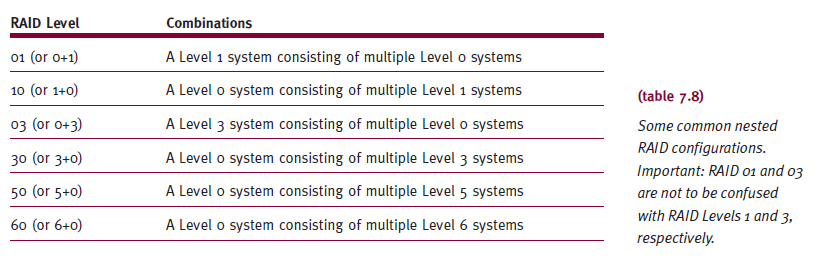 RAID Level Combinations
01 (or 0+1) A Level 1 system consisting of multiple Level 0 systems
10 (or 1+0) A Level 0 system consisting of multiple Level 1 systems
03 (or 0+3) A Level 3 system consisting of multiple Level 0 systems
30 (or 3+0) A Level 0 system consisting of multiple Level 3 systems
50 (or 5+0) A Level 0 system consisting of multiple Level 5 systems
60 (or 6+0) A Level 0 system consisting of multiple Level 6 systems
(table 7.8)
Some common nested
RAID configurations.
Important: RAID 01 and 03
are not to be confused
with RAID Levels 1 and 3,
respectively.